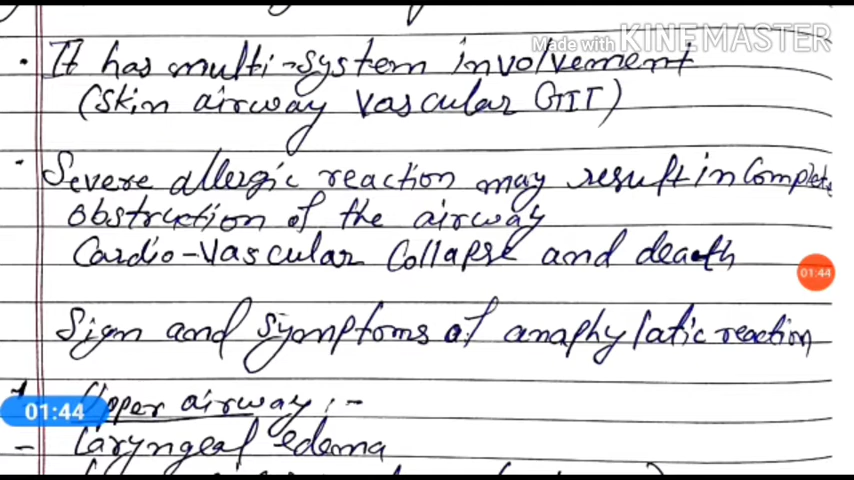 Made with KINEMASTER
· It has multi-system involvement
(Skin airway vascular GIT)
· Severe allergic reaction may result in complete
obstruction of the airway
Cardio-vascular collapse and death
01:44
Sign and symptoms of anaphylatic reaction
Upper airway :-
01:44
- Laryngeal edema